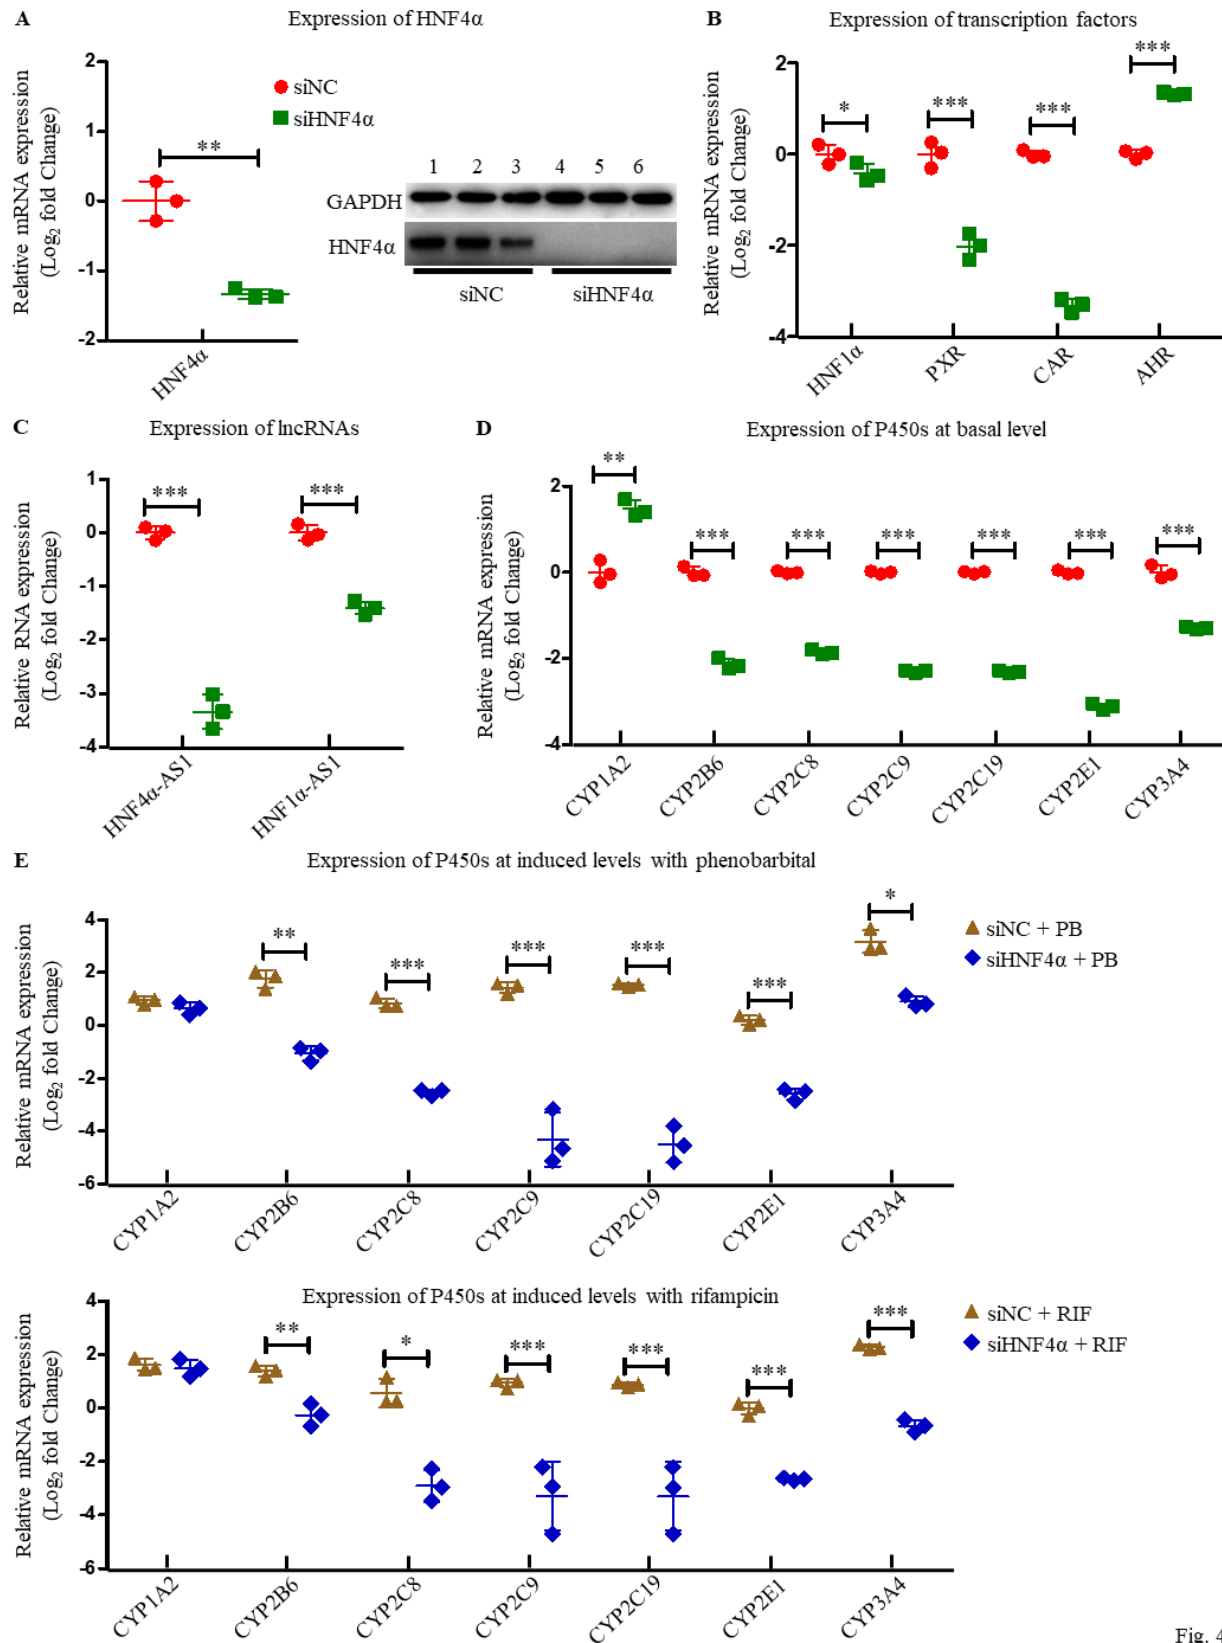 A
Expression of HNF4α
Relative mRNA expression
(Log₂ fold Change)
2
1
0
-1
-2
**
siNC
siHNF4α
HNF4α
1 2 3 4 5 6
GAPDH
HNF4α
siNC siHNF4α
B
Expression of transcription factors
Relative mRNA expression
(Log₂ fold Change)
2
0
-2
-4
* *** *** ***
HNF1α PXR CAR AHR
C
Expression of lncRNAs
Relative RNA expression
(Log₂ fold Change)
1
0
-1
-2
-3
-4
*** ***
HNF4α-AS1 HNF1α-AS1
D
Expression of P450s at basal level
Relative mRNA expression
(Log₂ fold Change)
2
0
-2
-4
** *** *** *** *** *** ***
CYP1A2 CYP2B6 CYP2C8 CYP2C9 CYP2C19 CYP2E1 CYP3A4
E
Expression of P450s at induced levels with phenobarbital
Relative mRNA expression
(Log₂ fold Change)
4
2
0
-2
-4
-6
** *** *** *** *** *
siNC + PB
siHNF4α + PB
CYP1A2 CYP2B6 CYP2C8 CYP2C9 CYP2C19 CYP2E1 CYP3A4
Expression of P450s at induced levels with rifampicin
Relative mRNA expression
(Log₂ fold Change)
4
2
0
-2
-4
-6
** * *** *** *** ***
siNC + RIF
siHNF4α + RIF
CYP1A2 CYP2B6 CYP2C8 CYP2C9 CYP2C19 CYP2E1 CYP3A4
Fig. 4